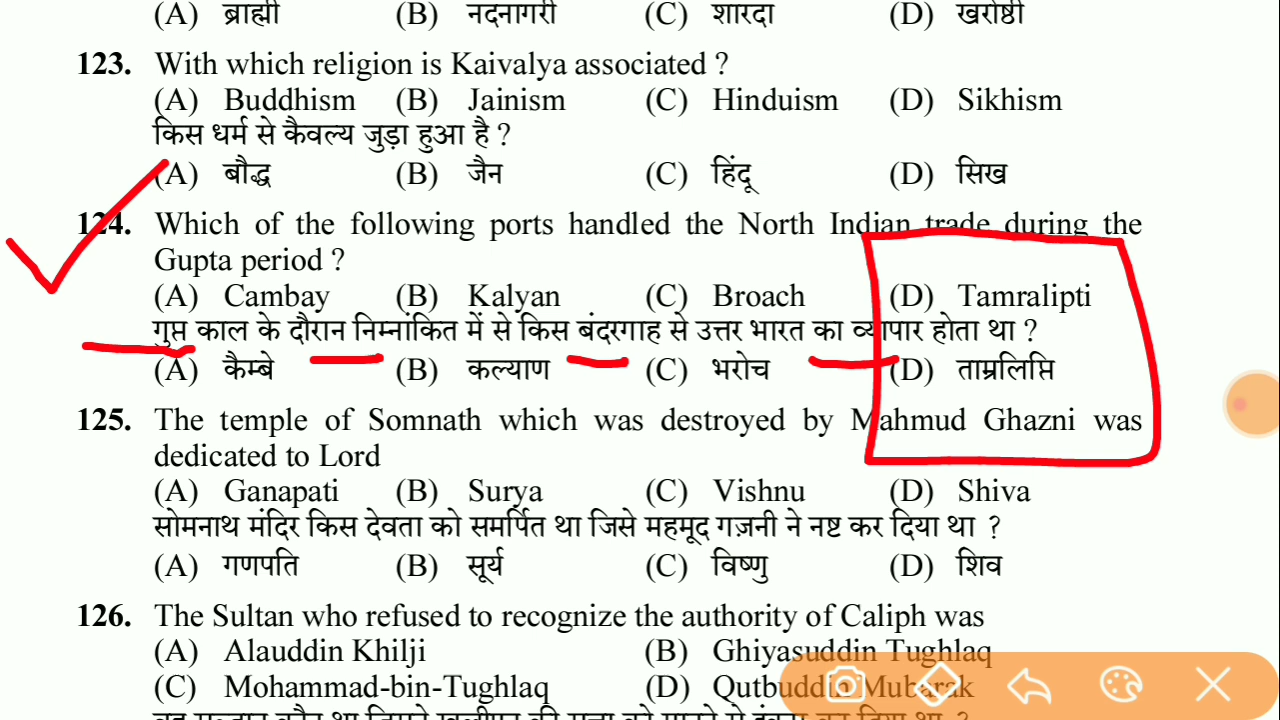 (A) ब्राह्मी (B) नंदनागरी (C) शारदा (D) खरोष्ठी
123. With which religion is Kaivalya associated ?
(A) Buddhism (B) Jainism (C) Hinduism (D) Sikhism
किस धर्म से कैवल्य जुड़ा हुआ है ?
(A) बौद्ध (B) जैन (C) हिंदू (D) सिख
124. Which of the following ports handled the North Indian trade during the
Gupta period ?
(A) Cambay (B) Kalyan (C) Broach (D) Tamralipti
गुप्त काल के दौरान निम्नांकित में से किस बंदरगाह से उत्तर भारत का व्यापार होता था ?
(A) कैम्बे (B) कल्याण (C) भरोच (D) ताम्रलिप्ति
125. The temple of Somnath which was destroyed by Mahmud Ghazni was
dedicated to Lord
(A) Ganapati (B) Surya (C) Vishnu (D) Shiva
सोमनाथ मंदिर किस देवता को समर्पित था जिसे महमूद गज़नी ने नष्ट कर दिया था ?
(A) गणपति (B) सूर्य (C) विष्णु (D) शिव
126. The Sultan who refused to recognize the authority of Caliph was
(A) Alauddin Khilji (B) Ghiyasuddin Tughlaq
(C) Mohammad-bin-Tughlaq (D) Qutbuddin Mubarak